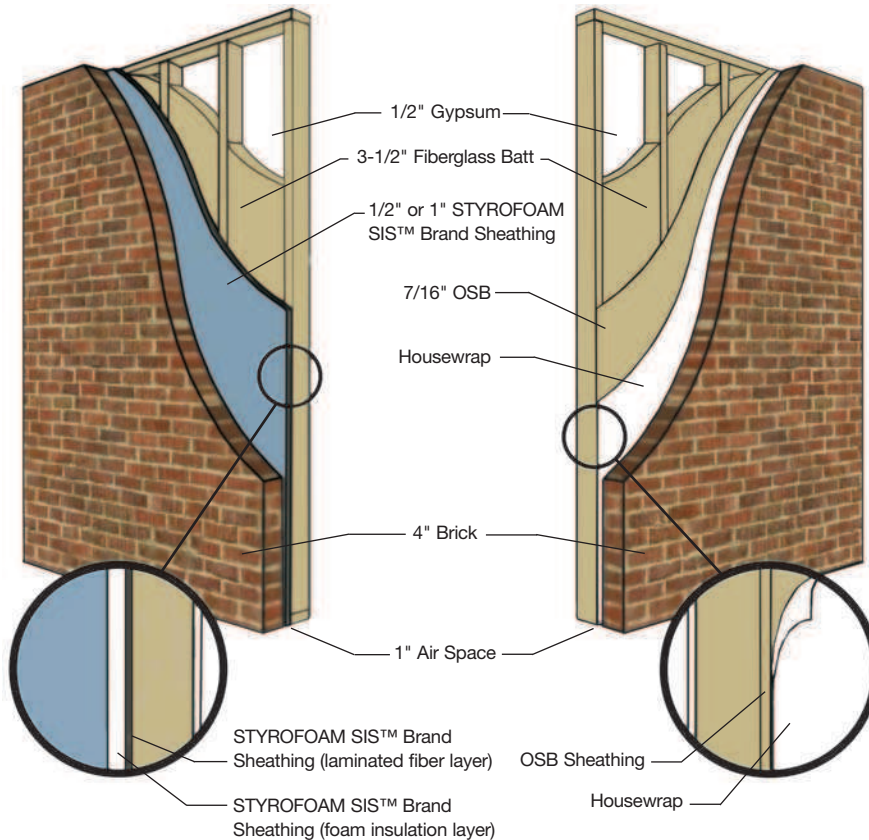 1/2" Gypsum
3-1/2" Fiberglass Batt
1/2" or 1" STYROFOAM
SIS™ Brand Sheathing
7/16" OSB
Housewrap
4" Brick
1" Air Space
STYROFOAM SIS™ Brand
Sheathing (laminated fiber layer)
STYROFOAM SIS™ Brand
Sheathing (foam insulation layer)
OSB Sheathing
Housewrap